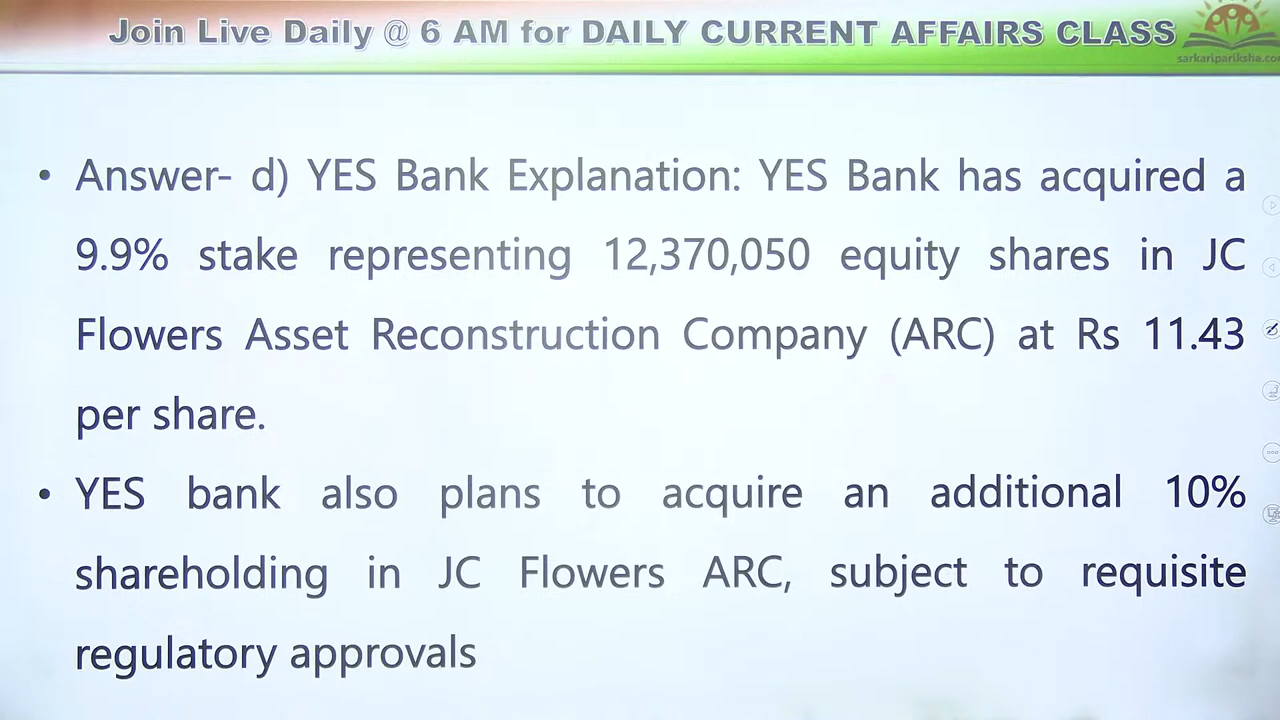 Join Live Daily @ 6 AM for DAILY CURRENT AFFAIRS CLASS
sarkaripariksha.co
• Answer- d) YES Bank Explanation: YES Bank has acquired a
9.9% stake representing 12,370,050 equity shares in JC
Flowers Asset Reconstruction Company (ARC) at Rs 11.43
per share.
• YES bank also plans to acquire an additional 10%
shareholding in JC Flowers ARC, subject to requisite
regulatory approvals